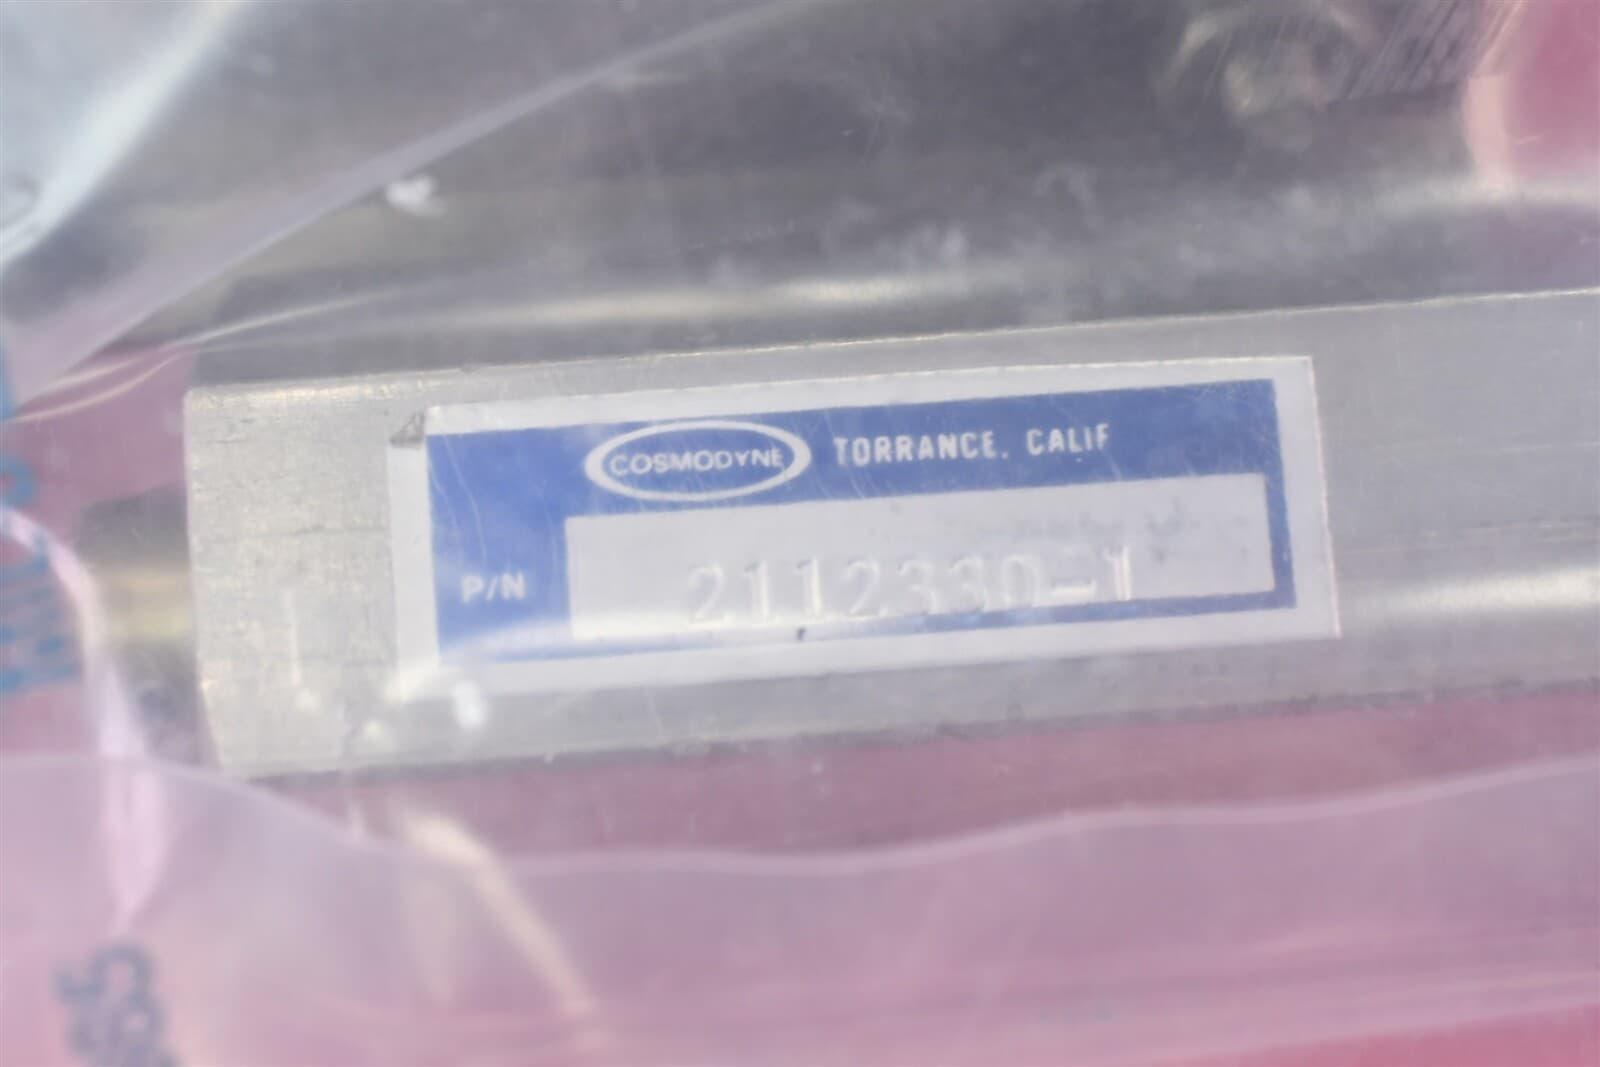 COSMODYNE TORRANCE, CALIF
P/N 2112330-1